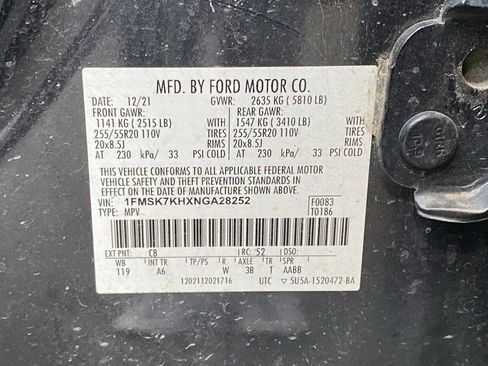 MFD. BY FORD MOTOR CO.
DATE: 12/21 GVWR: 2635 KG ( 5810 LB)
FRONT GAWR: REAR GAWR:
1141 KG ( 2515 LB) WITH 1547 KG ( 3410 LB) WITH
255/55R20 110V TIRES 255/55R20 110V TIRES
20x8.5J RIMS 20x8.5J RIMS
AT 230 kPa/ 33 PSI COLD AT 230 kPa/ 33 PSI COLD
THIS VEHICLE CONFORMS TO ALL APPLICABLE FEDERAL MOTOR
VEHICLE SAFETY AND THEFT PREVENTION STANDARDS IN
EFFECT ON THE DATE OF MANUFACTURE SHOWN ABOVE.
VIN: 1FMSK7KHXNGA28252 F0083
TYPE: MPV T0186
EXT PNT: C8 RC: 52 DSO:
WB INT TR TP/PS R AXLE TR SPR
119 A6 W 3B T AABB
1202112021716 UTC ▽ 5U5A-1520472-BA